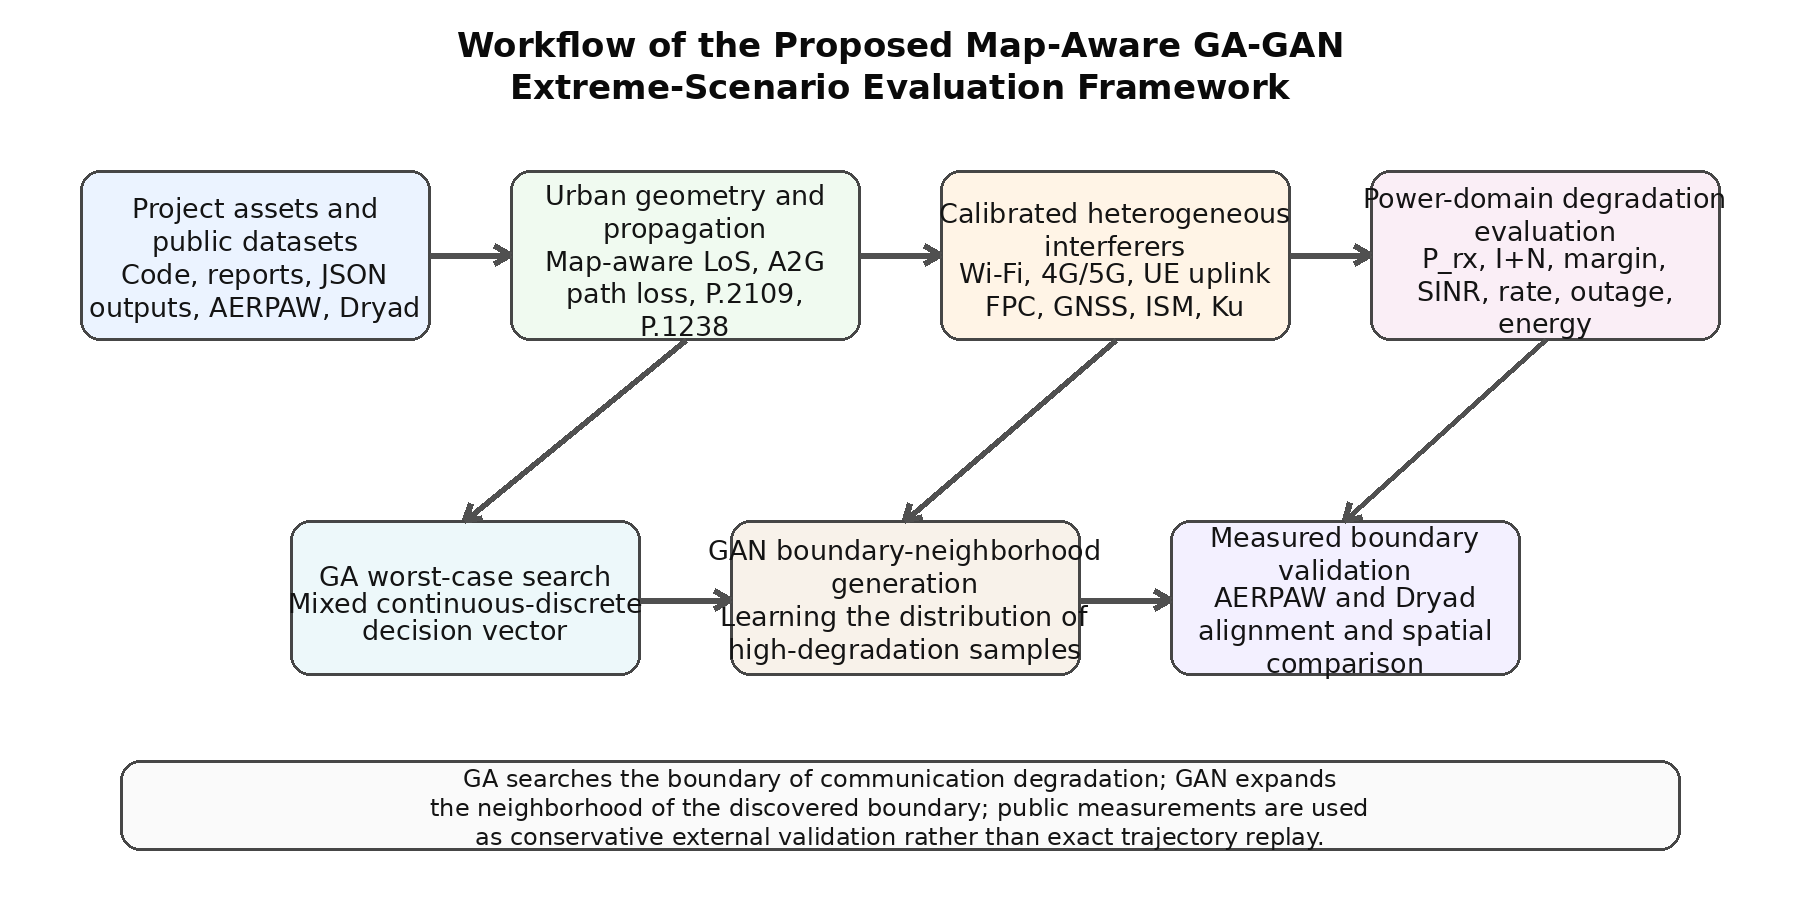 Workflow of the Proposed Map-Aware GA-GAN
Extreme-Scenario Evaluation Framework
Project assets and
public datasets
Code, reports, JSON
outputs, AERPAW, Dryad
Urban geometry and
propagation
Map-aware LoS, A2G
path loss, P.2109,
P.1238
Calibrated heterogeneous
interferers
Wi-Fi, 4G/5G, UE uplink
FPC, GNSS, ISM, Ku
Power-domain degradation
evaluation
P_rx, I+N, margin,
SINR, rate, outage,
energy
GA worst-case search
Mixed continuous-discrete
decision vector
GAN boundary-neighborhood
generation
Learning the distribution of
high-degradation samples
Measured boundary
validation
AERPAW and Dryad
alignment and spatial
comparison
GA searches the boundary of communication degradation; GAN expands
the neighborhood of the discovered boundary; public measurements are used
as conservative external validation rather than exact trajectory replay.